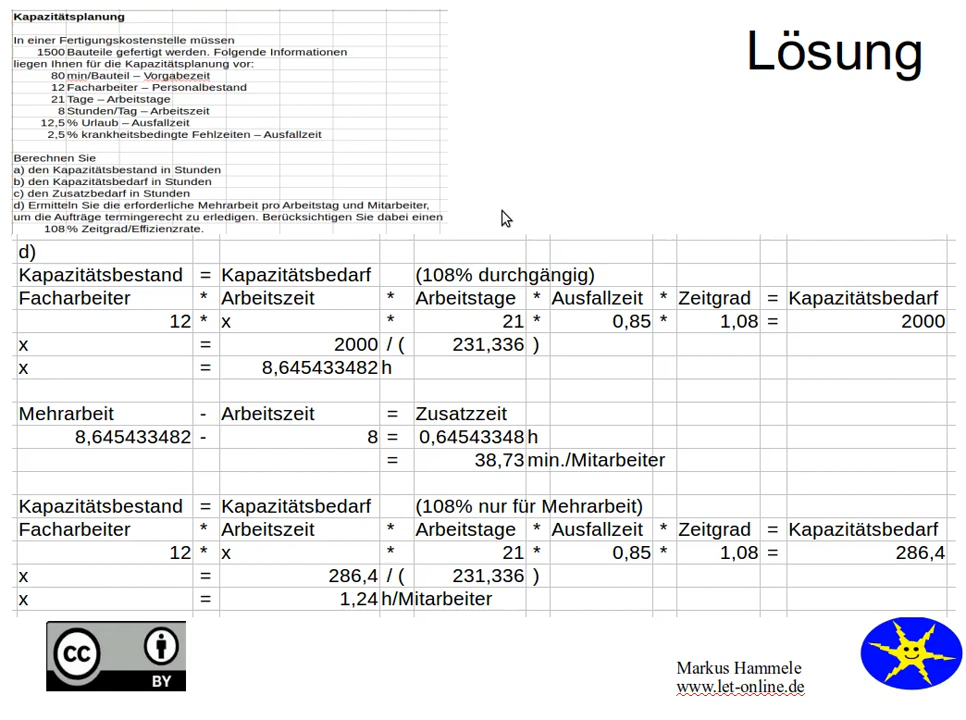 Kapazitätsplanung
Lösung
In einer Fertigungskostenstelle müssen
1500 Bauteile gefertigt werden. Folgende Informationen
liegen Ihnen für die Kapazitätsplanung vor:
80 min/Bauteil – Vorgabezeit
12 Facharbeiter – Personalbestand
21 Tage – Arbeitstage
8 Stunden/Tag – Arbeitszeit
12,5 % Urlaub – Ausfallzeit
2,5 % krankheitsbedingte Fehlzeiten – Ausfallzeit
Berechnen Sie
a) den Kapazitätsbestand in Stunden
b) den Kapazitätsbedarf in Stunden
c) den Zusatzbedarf in Stunden
d) Ermitteln Sie die erforderliche Mehrarbeit pro Arbeitstag und Mitarbeiter,
um die Aufträge termingerecht zu erledigen. Berücksichtigen Sie dabei einen
108 % Zeitgrad/Effizienzrate.
d)
Kapazitätsbestand = Kapazitätsbedarf (108% durchgängig)
Facharbeiter * Arbeitszeit * Arbeitstage * Ausfallzeit * Zeitgrad = Kapazitätsbedarf
12 * x * 21 * 0,85 * 1,08 = 2000
x = 2000 / ( 231,336 )
x = 8,645433482 h
Mehrarbeit - Arbeitszeit = Zusatzzeit
8,645433482 - 8 = 0,64543348 h
= 38,73 min./Mitarbeiter
Kapazitätsbestand = Kapazitätsbedarf (108% nur für Mehrarbeit)
Facharbeiter * Arbeitszeit * Arbeitstage * Ausfallzeit * Zeitgrad = Kapazitätsbedarf
12 * x * 21 * 0,85 * 1,08 = 286,4
x = 286,4 / ( 231,336 )
x = 1,24 h/Mitarbeiter
cc
BY
Markus Hammele
www.let-online.de